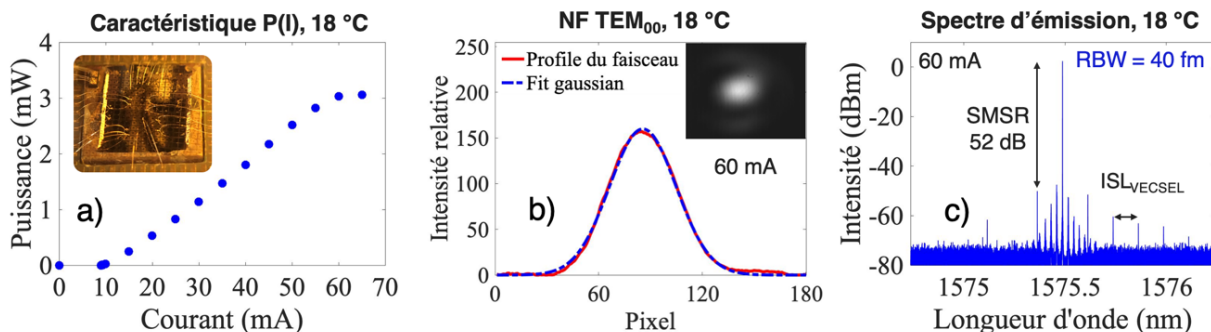 Caractéristique P(I), 18 °C
Puissance (mW)
4
3
2
1
0
a)
0 10 20 30 40 50 60 70
Courant (mA)
NF TEM00, 18 °C
Intensité relative
250
200
150
100
50
0
Profile du faisceau
Fit gaussian
60 mA
b)
0 60 120 180
Pixel
Spectre d'émission, 18 °C
Intensité (dBm)
0
-20
-40
-60
-80
60 mA
RBW = 40 fm
SMSR
52 dB
ISLVECSEL
c)
1575 1575.5 1576
Longueur d'onde (nm)